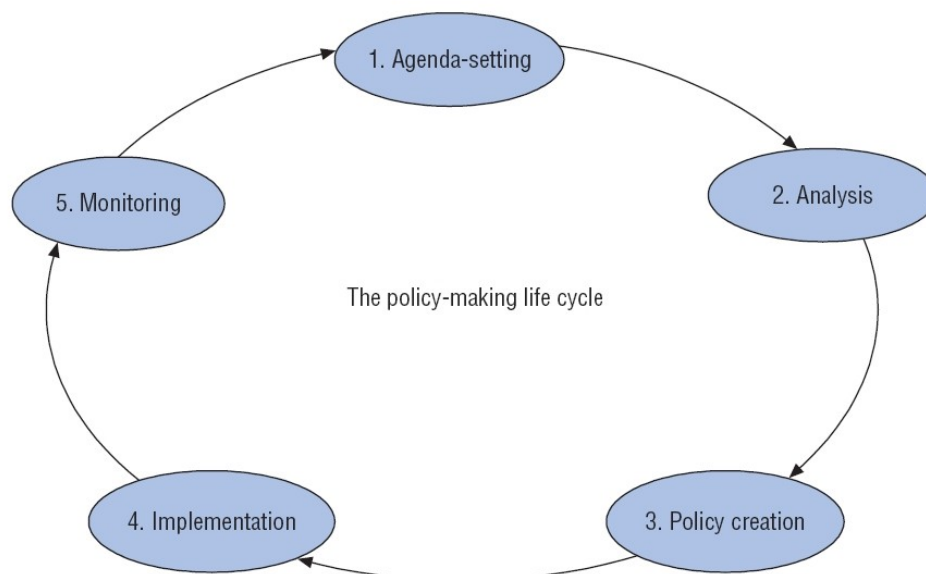 1. Agenda-setting
2. Analysis
5. Monitoring
The policy-making life cycle
4. Implementation
3. Policy creation